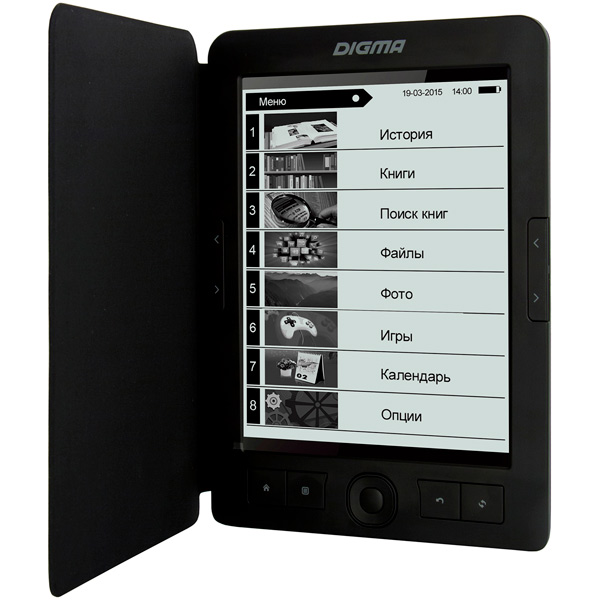 DIGMA
Меню 19-03-2015 14:00
1 История
2 Книги
3 Поиск книг
4 Файлы
5 Фото
6 Игры
7 Календарь
02
8 Опции